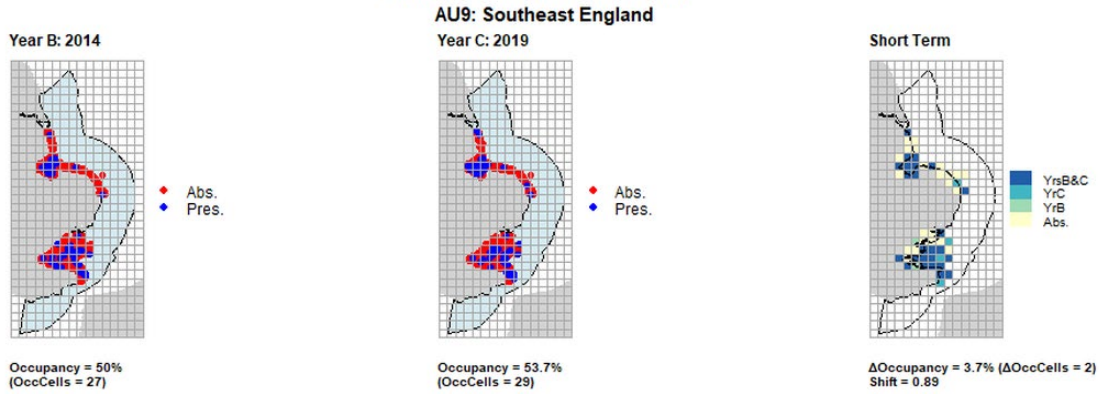 AU9: Southeast England
Year B: 2014
Year C: 2019
Short Term
Abs.
Pres.
Abs.
Pres.
YrsB&C
YrC
YrB
Abs.
Occupancy = 50%
(OccCells = 27)
Occupancy = 53.7%
(OccCells = 29)
ΔOccupancy = 3.7% (ΔOccCells = 2)
Shift = 0.89